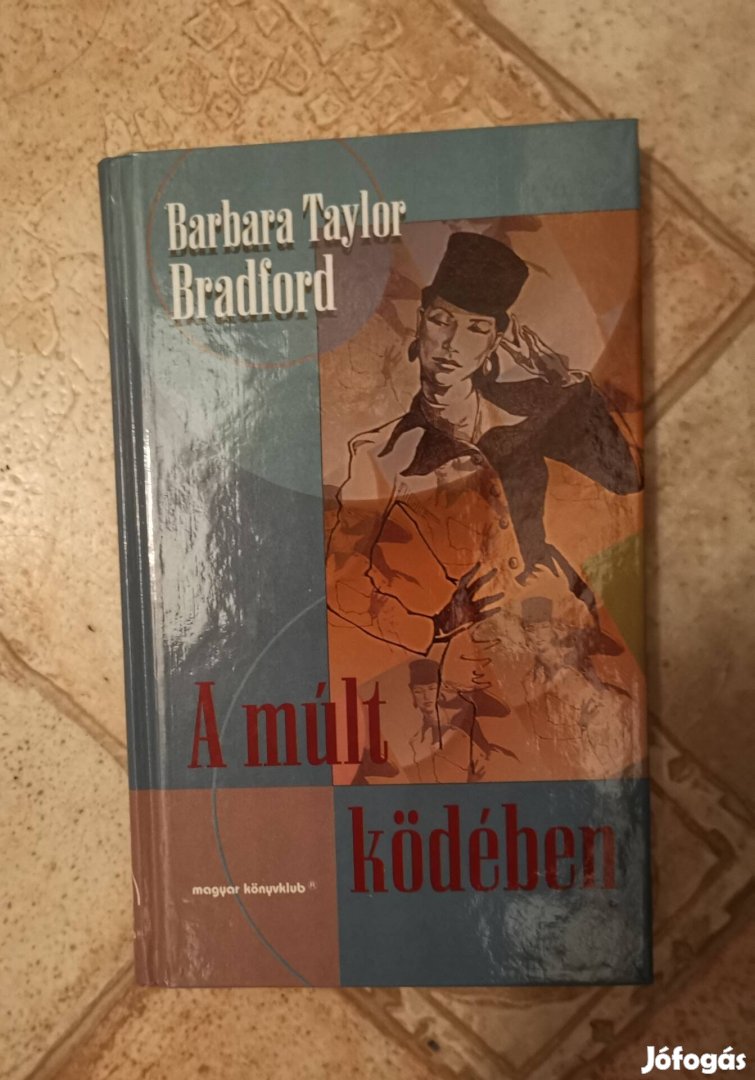 Barbara Taylor
Bradford
A múlt
ködében
magyar könyvklub ®
Jófogás